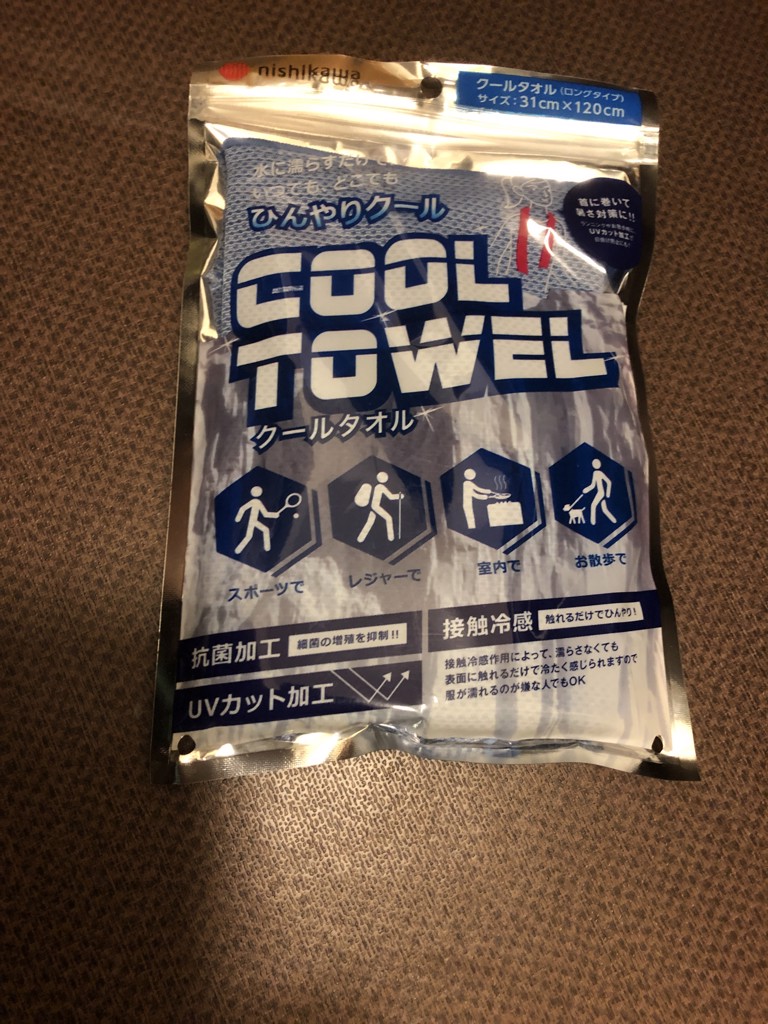 nishikawa
クールタオル(ロングタイプ)
サイズ:31cm×120cm
水に濡らすだけで
いつでも、どこでも
ひんやりクール
首に巻いて
暑さ対策に!!
UVカット加工で
COOL
TOWEL
クールタオル
スポーツで
レジャーで
室内で
お散歩で
抗菌加工
細菌の増殖を抑制!!
UVカット加工
接触冷感
触れるだけでひんやり!
接触冷感作用によって、濡らさなくても
表面に触れるだけで冷たく感じられますので
服が濡れるのが嫌な人でもOK